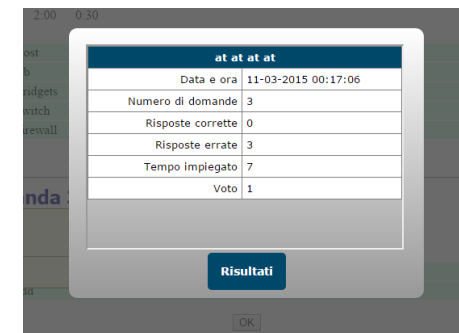 2:00 0:30
ost
b
ridgets
witch
rewall
at at at at
Data e ora 11-03-2015 00:17:06
Numero di domande 3
Risposte corrette 0
Risposte errate 3
Tempo impiegato 7
Voto 1
nda
Risultati
OK